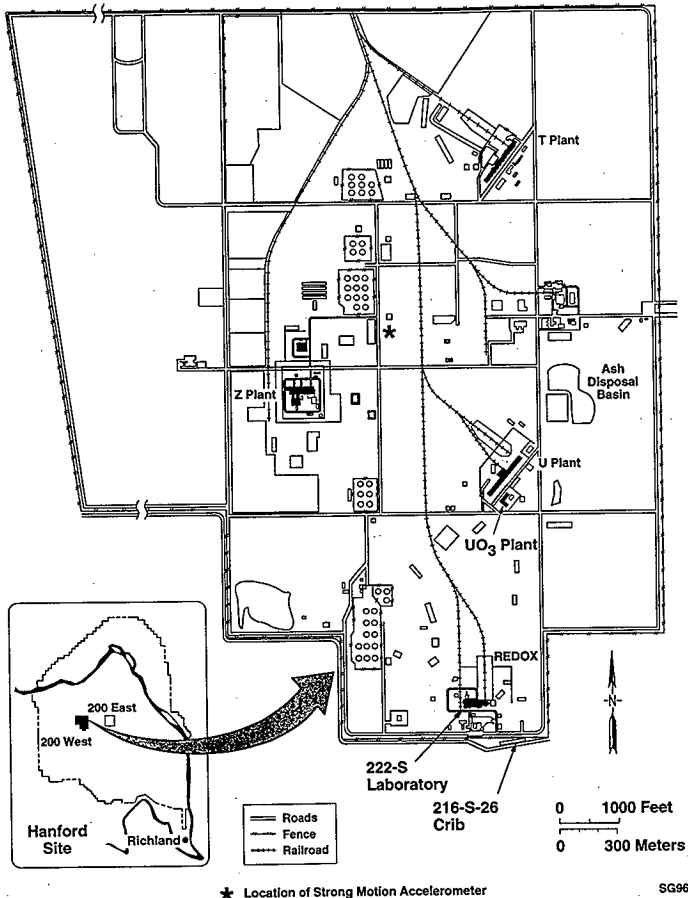 T Plant
Z Plant
Ash
Disposal
Basin
U Plant
UO₃ Plant
REDOX
200 East
200 West
Hanford
Site
Richland
222-S
Laboratory
216-S-26
Crib
N
0 1000 Feet
0 300 Meters
Roads
Fence
Railroad
* Location of Strong Motion Accelerometer
SG96